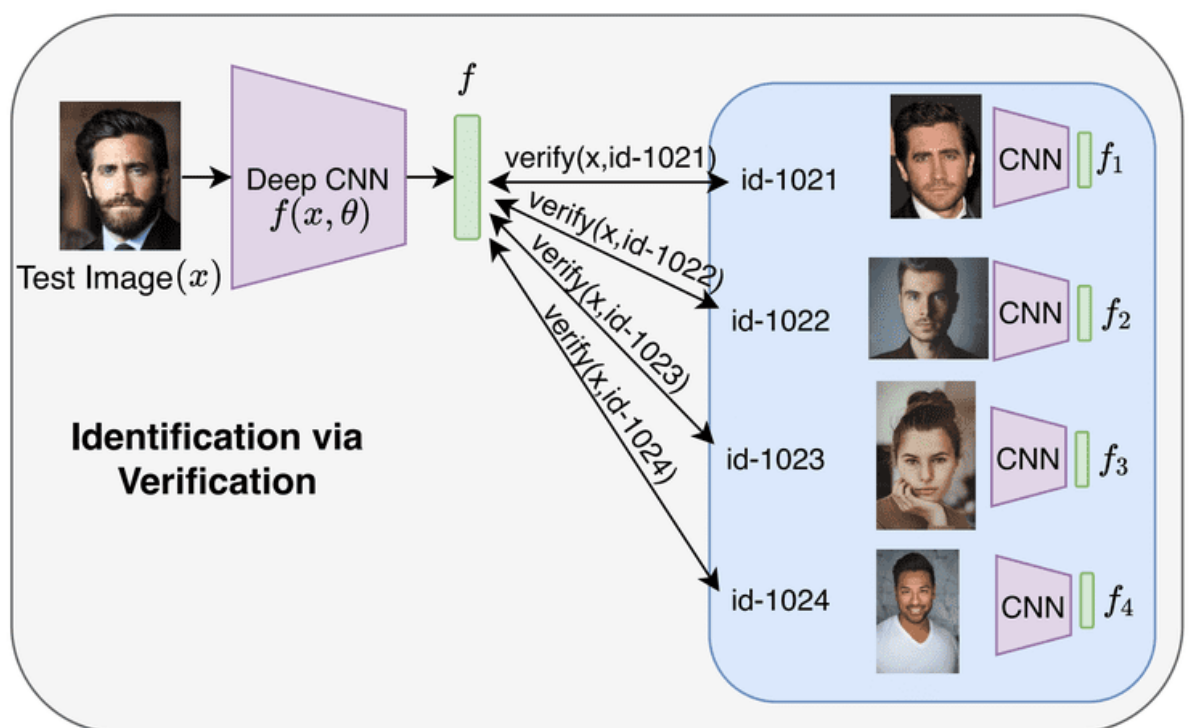 f
Deep CNN
f(x, θ)
Test Image(x)
verify(x,id-1021)
verify(x,id-1022)
verify(x,id-1023)
verify(x,id-1024)
id-1021
CNN
f₁
id-1022
CNN
f₂
id-1023
CNN
f₃
id-1024
CNN
f₄
Identification via
Verification